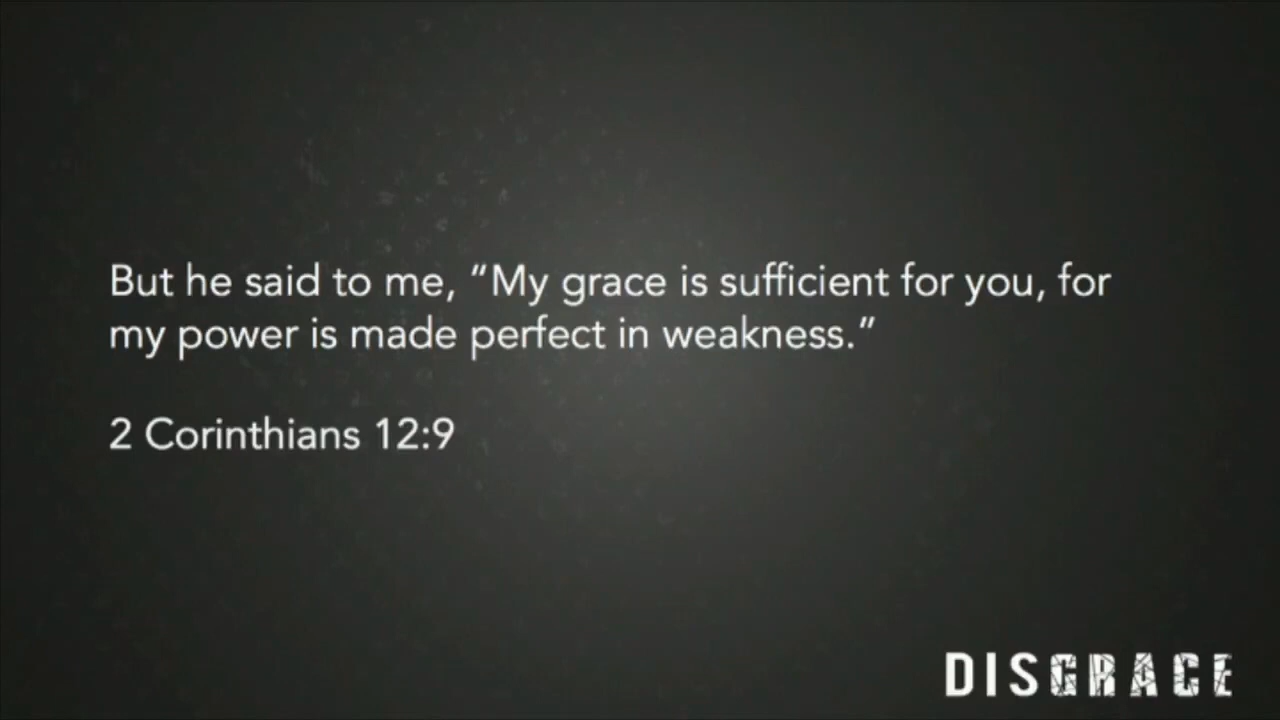 But he said to me, “My grace is sufficient for you, for
my power is made perfect in weakness.”
2 Corinthians 12:9
DISGRACE